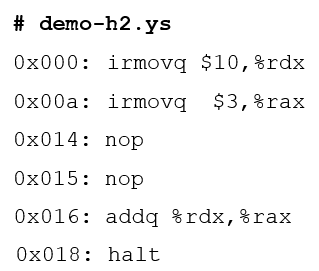 # demo-h2.ys
0x000: irmovq $10,%rdx
0x00a: irmovq  $3,%rax
0x014: nop
0x015: nop
0x016: addq %rdx,%rax
0x018: halt